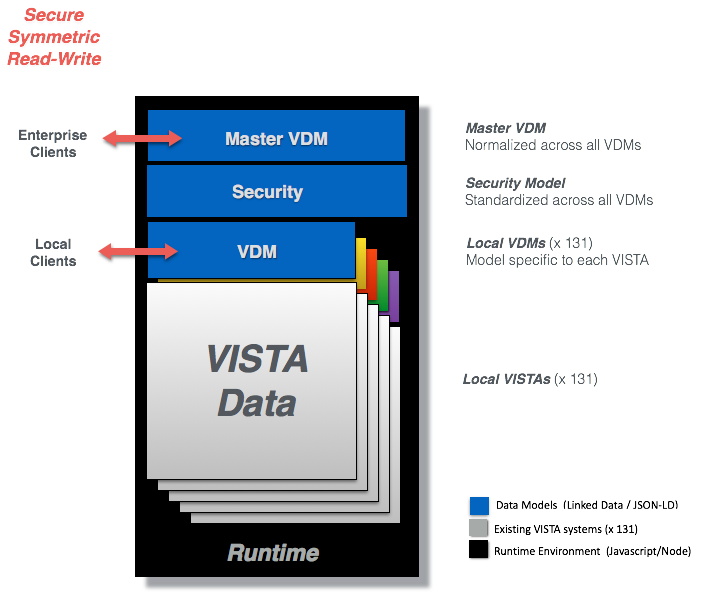 Secure
Symmetric
Read-Write
Enterprise
Clients
Master VDM
Master VDM
Normalized across all VDMs
Security
Security Model
Standardized across all VDMs
Local
Clients
VDM
Local VDMs (x 131)
Model specific to each VISTA
VISTA
Data
Local VISTAs (x 131)
Runtime
Data Models (Linked Data / JSON-LD)
Existing VISTA systems (x 131)
Runtime Environment (Javascript/Node)